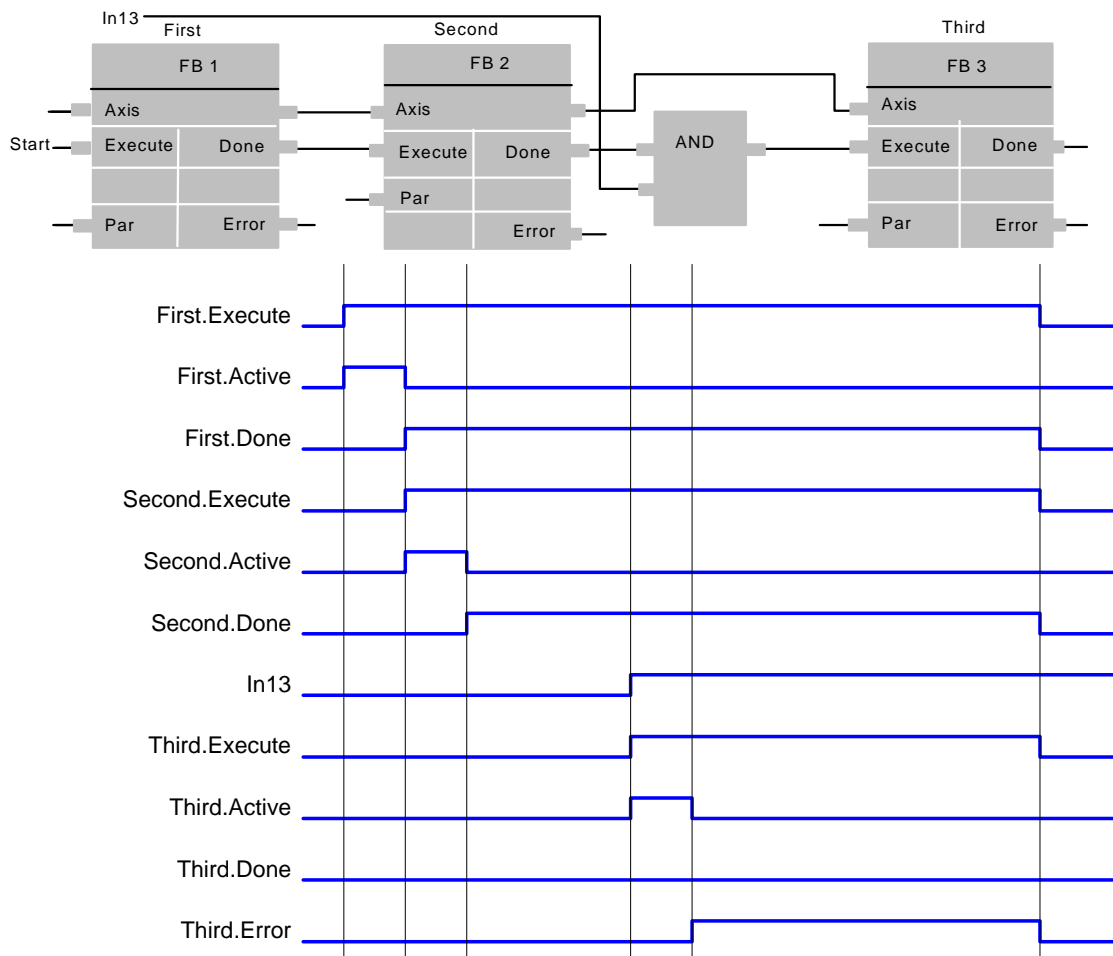 In13
First
Second
Third
FB 1
FB 2
FB 3
Axis
Axis
Axis
Start
Execute
Done
Execute
Done
AND
Execute
Done
Par
Par
Error
Error
Par
Error
First.Execute
First.Active
First.Done
Second.Execute
Second.Active
Second.Done
In13
Third.Execute
Third.Active
Third.Done
Third.Error